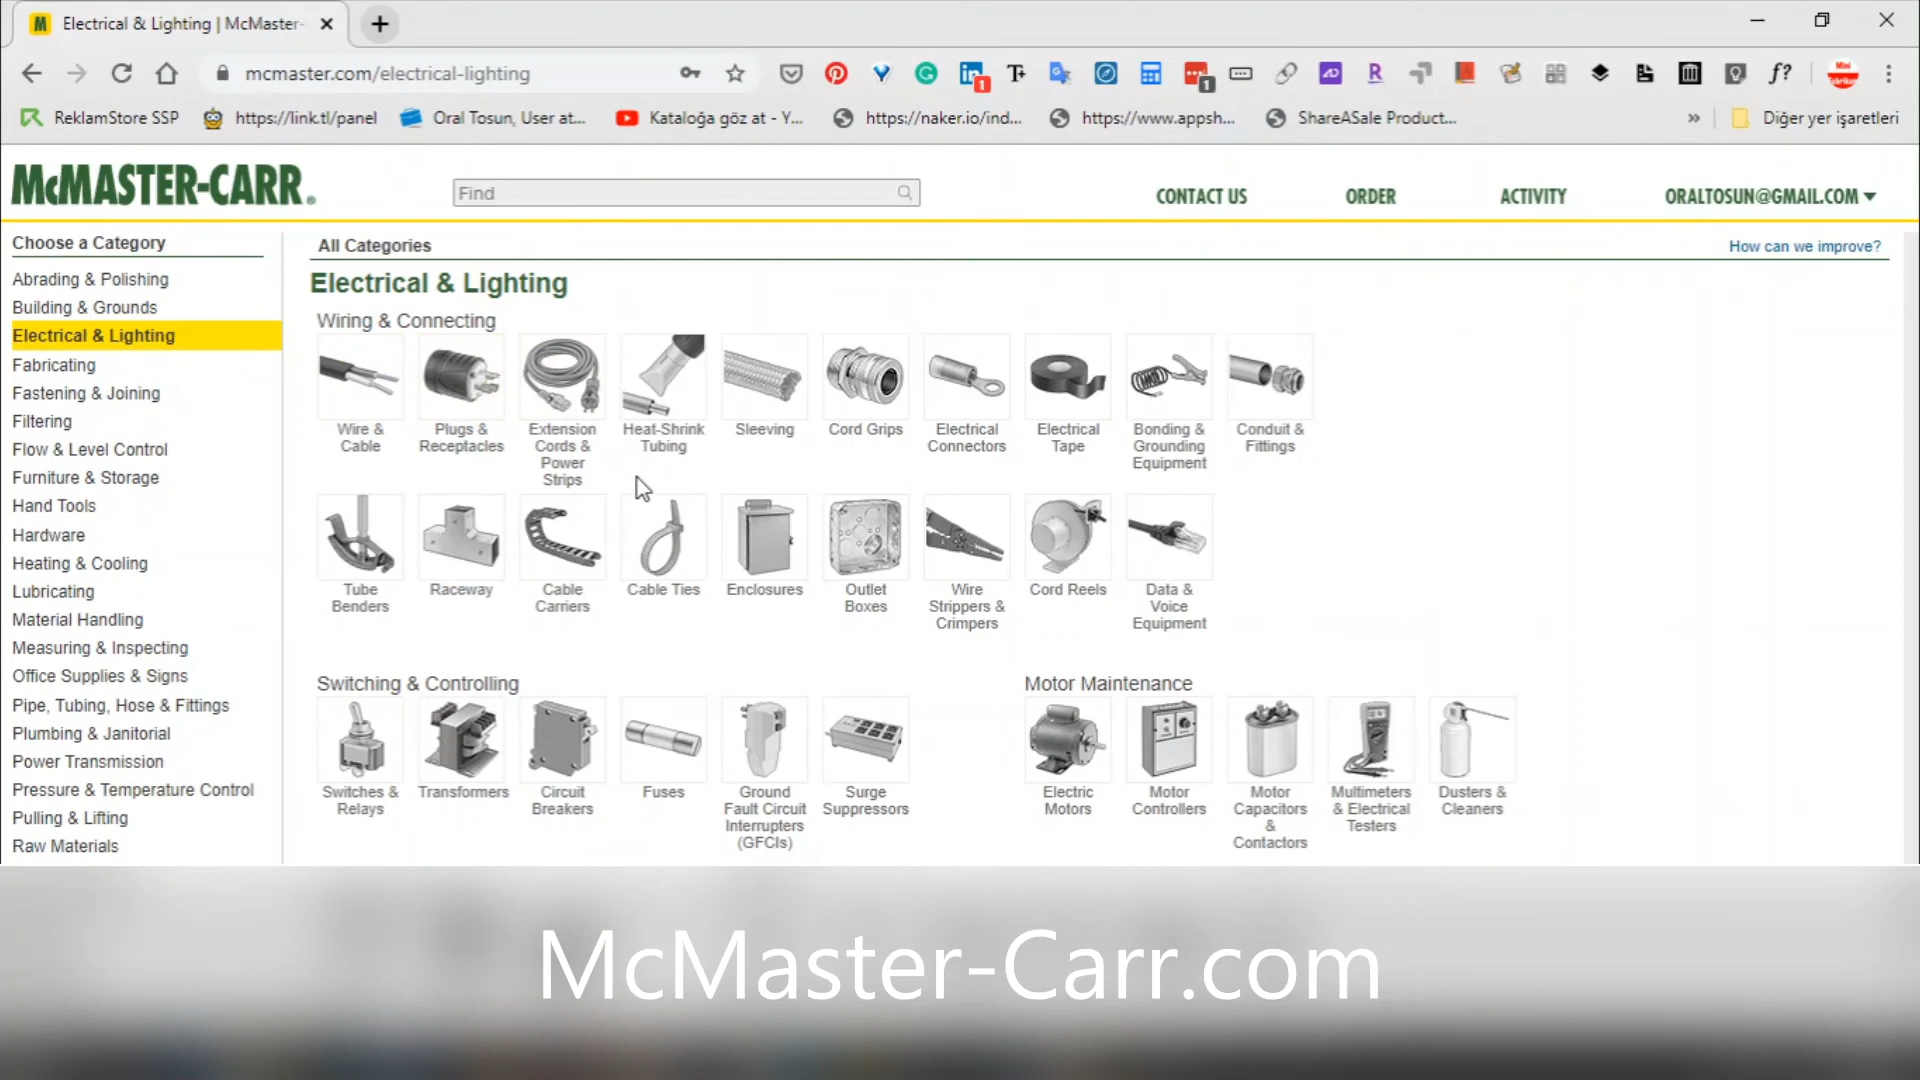 Electrical & Lighting | McMaster-
mcmaster.com/electrical-lighting
ReklamStore SSP
https://link.tl/panel
Oral Tosun, User at...
Kataloğa göz at - Y...
https://naker.io/ind...
https://www.appsh...
ShareASale Product...
»
Diğer yer işaretleri
McMASTER-CARR®
Find
CONTACT US
ORDER
ACTIVITY
ORALTOSUN@GMAIL.COM
Choose a Category
Abrading & Polishing
Building & Grounds
Electrical & Lighting
Fabricating
Fastening & Joining
Filtering
Flow & Level Control
Furniture & Storage
Hand Tools
Hardware
Heating & Cooling
Lubricating
Material Handling
Measuring & Inspecting
Office Supplies & Signs
Pipe, Tubing, Hose & Fittings
Plumbing & Janitorial
Power Transmission
Pressure & Temperature Control
Pulling & Lifting
Raw Materials
All Categories
How can we improve?
Electrical & Lighting
Wiring & Connecting
Wire &
Cable
Plugs &
Receptacles
Extension
Cords &
Power
Strips
Heat-Shrink
Tubing
Sleeving
Cord Grips
Electrical
Connectors
Electrical
Tape
Bonding &
Grounding
Equipment
Conduit &
Fittings
Tube
Benders
Raceway
Cable
Carriers
Cable Ties
Enclosures
Outlet
Boxes
Wire
Strippers &
Crimpers
Cord Reels
Data &
Voice
Equipment
Switching & Controlling
Switches &
Relays
Transformers
Circuit
Breakers
Fuses
Ground
Fault Circuit
Interrupters
(GFCIs)
Surge
Suppressors
Motor Maintenance
Electric
Motors
Motor
Controllers
Motor
Capacitors
&
Contactors
Multimeters
& Electrical
Testers
Dusters &
Cleaners
McMaster-Carr.com